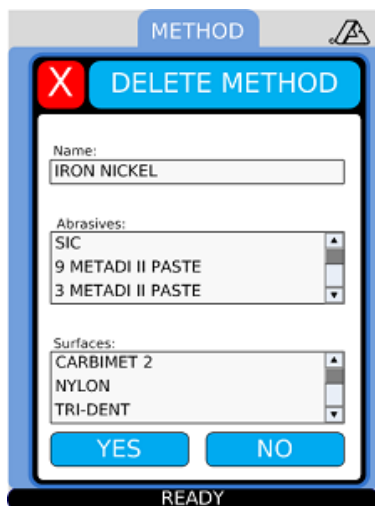 METHOD
X
DELETE METHOD
Name:
IRON NICKEL
Abrasives:
SIC
9 METADI II PASTE
3 METADI II PASTE
Surfaces:
CARBIMET 2
NYLON
TRI-DENT
YES
NO
READY